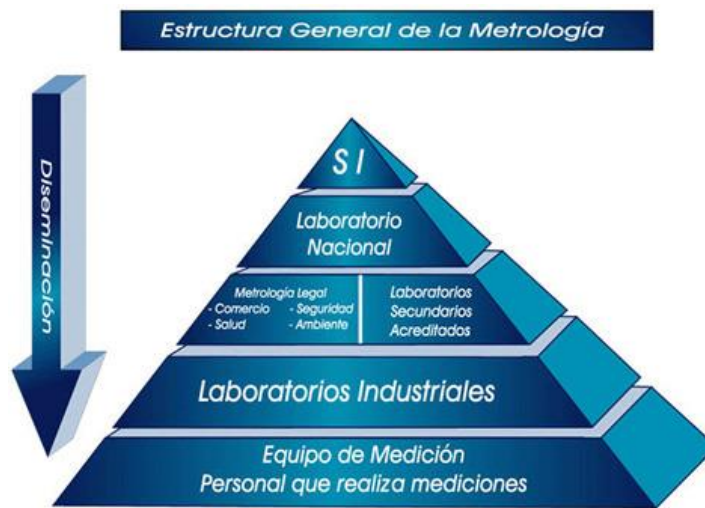 Estructura General de la Metrología
Diseminación
S I
Laboratorio
Nacional
Metrología Legal
- Comercio - Seguridad
- Salud - Ambiente
Laboratorios
Secundarios
Acreditados
Laboratorios Industriales
Equipo de Medición
Personal que realiza mediciones